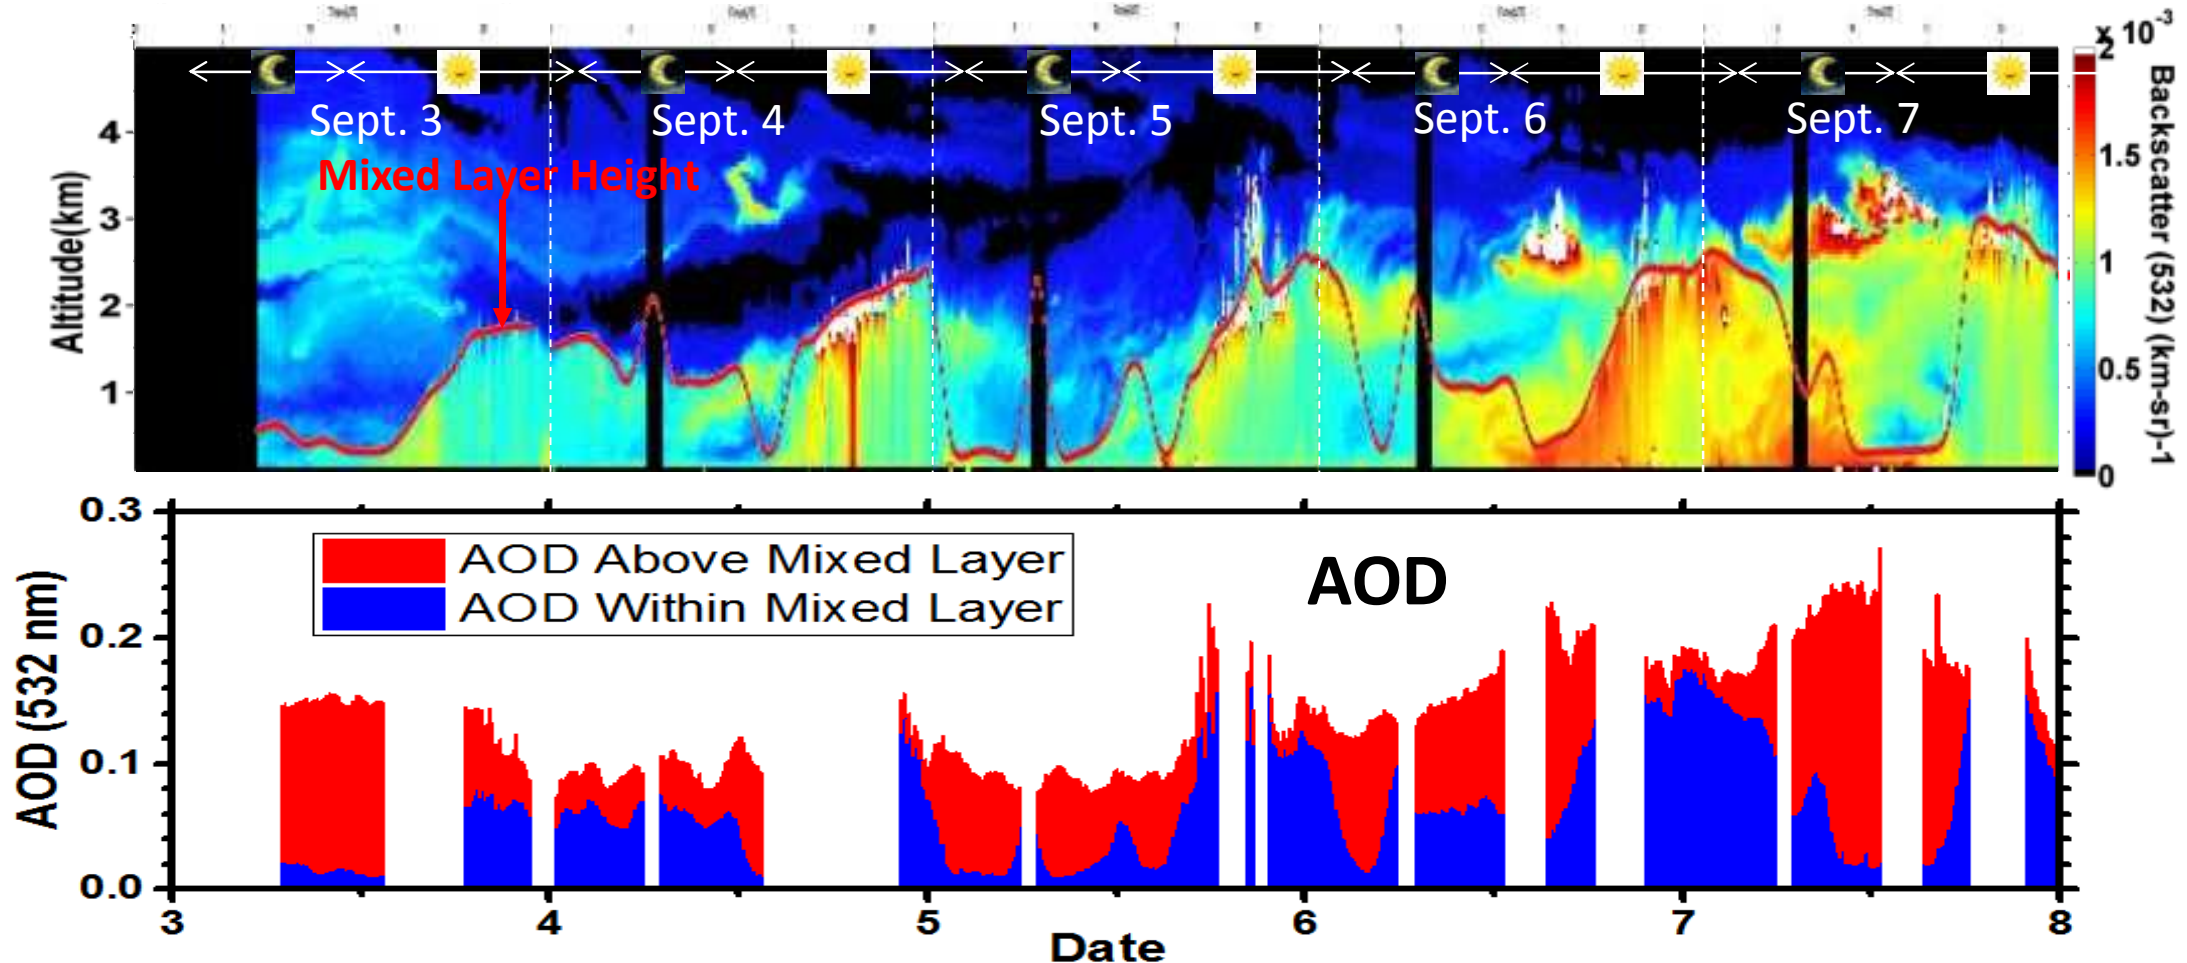 x 10-3
Sept. 3
Sept. 4
Sept. 5
Sept. 6
Sept. 7
Mixed Layer Height
Altitude(km)
4
3
2
1
2
1.5
1
0.5
0
Backscatter (532) (km-sr)-1
AOD (532 nm)
0.3
0.2
0.1
0.0
AOD Above Mixed Layer
AOD Within Mixed Layer
AOD
3
4
5
6
7
8
Date